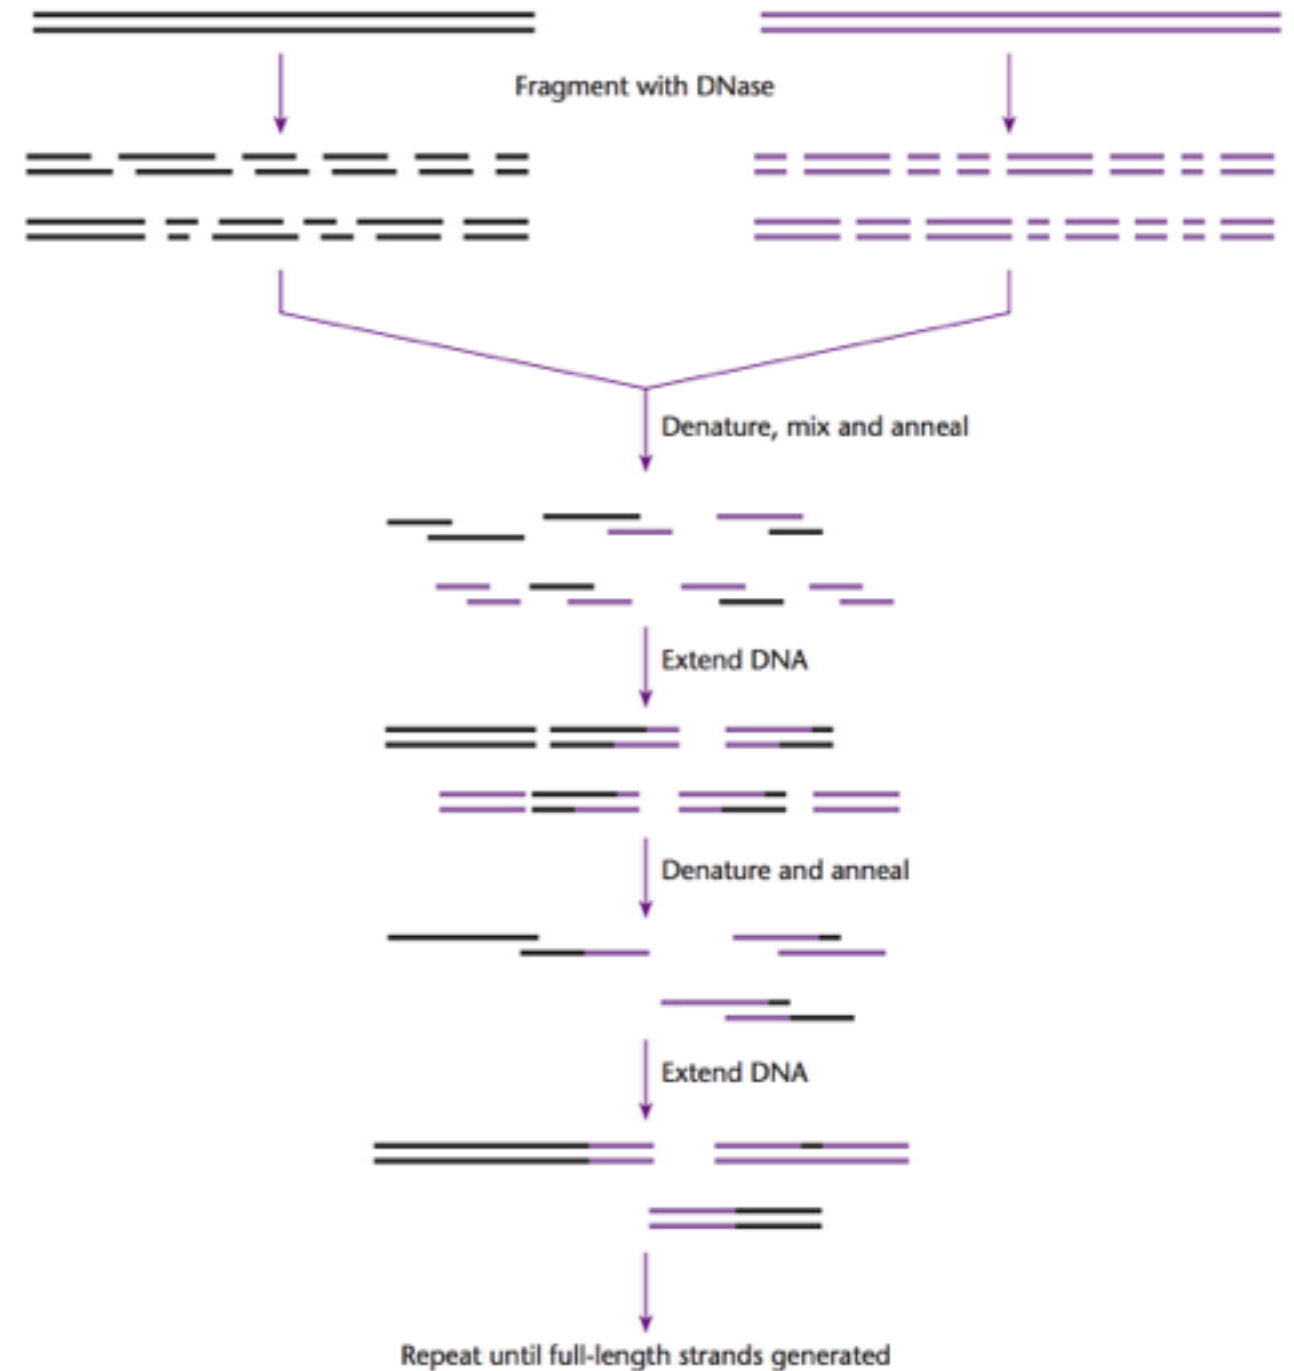 Fragment with DNase
Denature, mix and anneal
Extend DNA
Denature and anneal
Extend DNA
Repeat until full-length strands generated